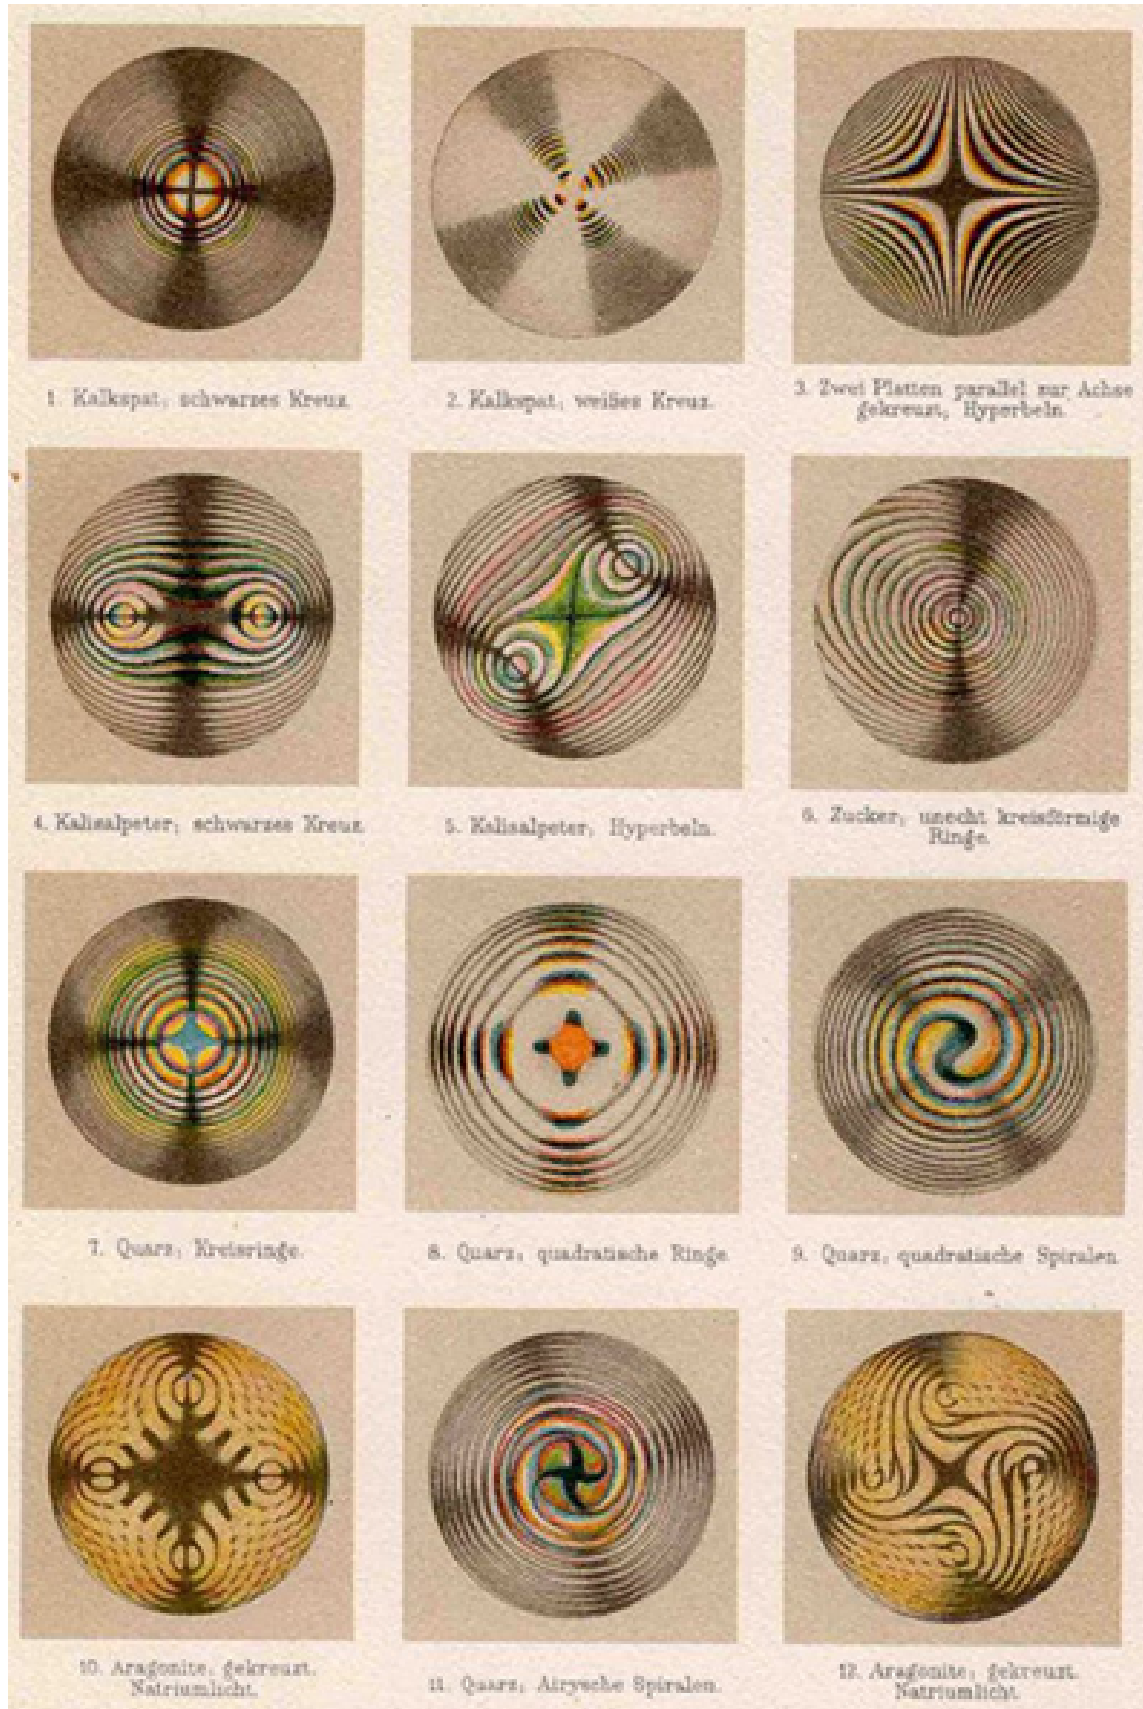 1. Kalkspat; schwarzes Kreuz.
2. Kalkspat; weißes Kreuz.
3. Zwei Platten parallel zur Achse
gekreuzt; Hyperbeln.
4. Kalisalpeter; schwarzes Kreuz.
5. Kalisalpeter; Hyperbeln.
6. Zucker; unecht kreisförmige
Ringe.
7. Quarz; Kreisringe.
8. Quarz; quadratische Ringe.
9. Quarz; quadratische Spiralen.
10. Aragonite; gekreuzt.
Natriumlicht.
11. Quarz; Airysche Spiralen.
12. Aragonite; gekreuzt.
Natriumlicht.